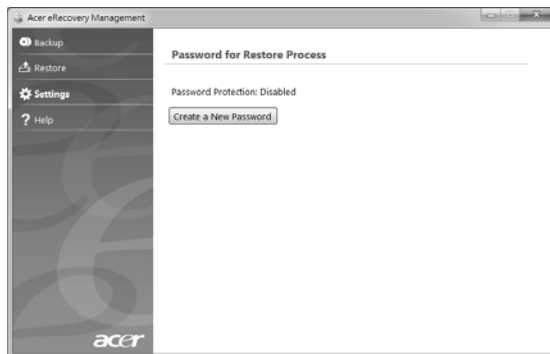 Acer eRecovery Management
Backup
Restore
Settings
Help
Password for Restore Process
Password Protection: Disabled
Create a New Password
acer